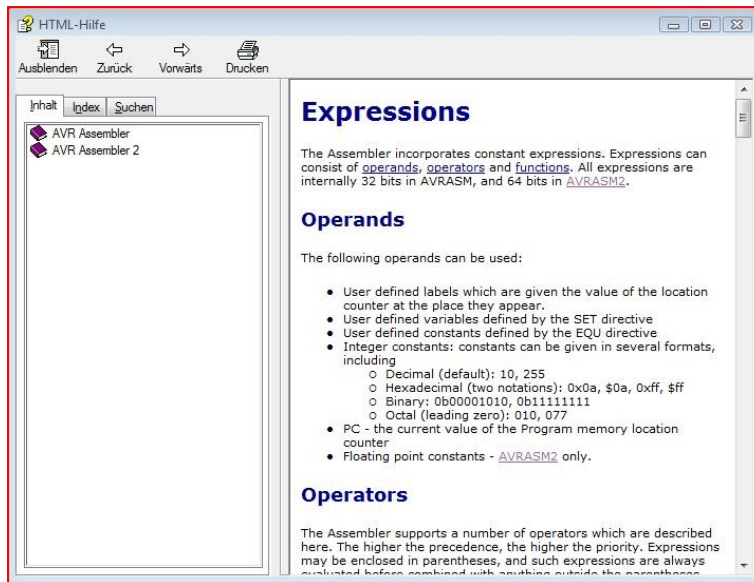 HTML-Hilfe
Ausblenden Zurück Vorwärts Drucken
Inhalt Index Suchen
AVR Assembler
AVR Assembler 2
Expressions
The Assembler incorporates constant expressions. Expressions can
consist of operands, operators and functions. All expressions are
internally 32 bits in AVRASM, and 64 bits in AVRASM2.
Operands
The following operands can be used:
● User defined labels which are given the value of the location
counter at the place they appear.
● User defined variables defined by the SET directive
● User defined constants defined by the EQU directive
● Integer constants: constants can be given in several formats,
including
○ Decimal (default): 10, 255
○ Hexadecimal (two notations): 0x0a, $0a, 0xff, $ff
○ Binary: 0b00001010, 0b11111111
○ Octal (leading zero): 010, 077
● PC - the current value of the Program memory location
counter
● Floating point constants - AVRASM2 only.
Operators
The Assembler supports a number of operators which are described
here. The higher the precedence, the higher the priority. Expressions
may be enclosed in parentheses, and such expressions are always
evaluated before combined with anything outside the parentheses